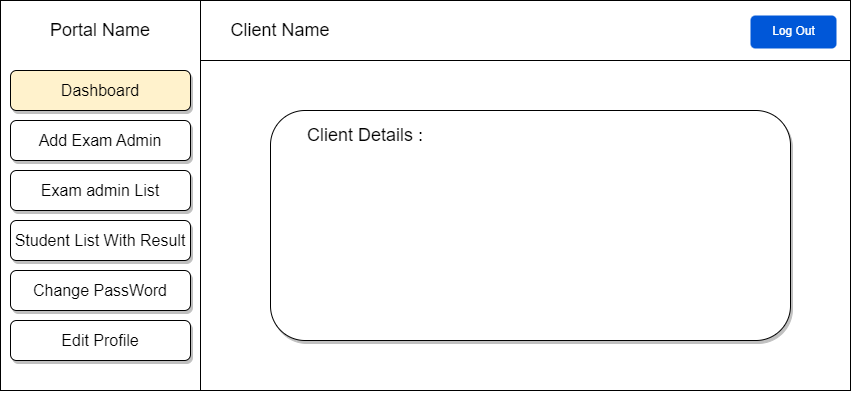 Portal Name
Client Name
Log Out
Dashboard
Add Exam Admin
Exam admin List
Student List With Result
Change PassWord
Edit Profile
Client Details :